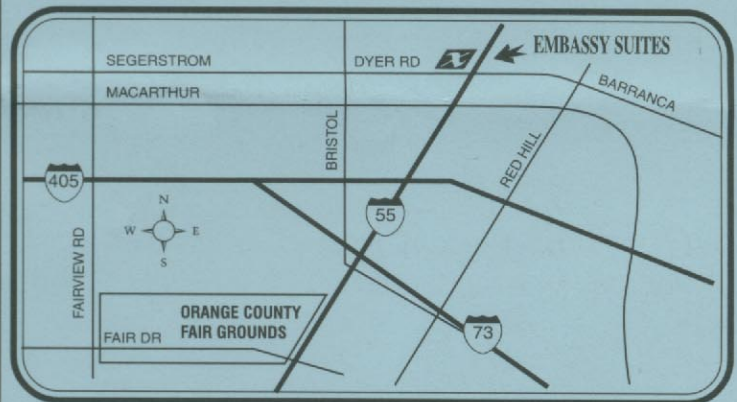 SEGERSTROM
DYER RD
EMBASSY SUITES
MACARTHUR
BARRANCA
BRISTOL
RED HILL
405
55
N
W E
S
FAIRVIEW RD
ORANGE COUNTY
FAIR GROUNDS
FAIR DR
73